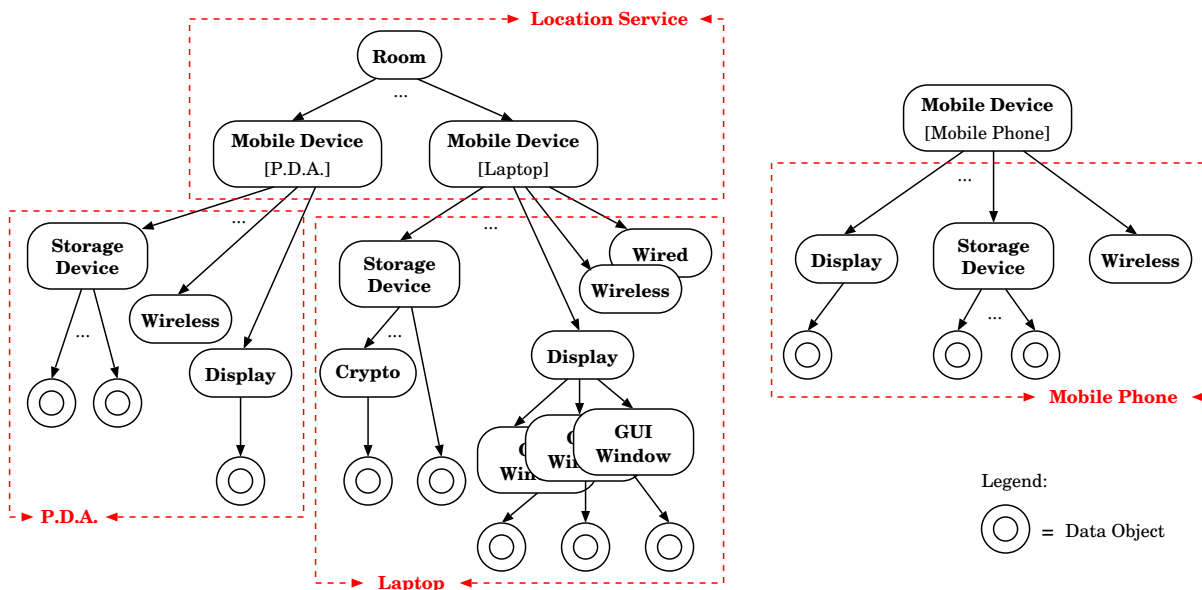 Location Service
Room
...
Mobile Device
[P.D.A.]
Mobile Device
[Laptop]
Mobile Device
[Mobile Phone]
...
...
...
Storage
Device
Wireless
Display
...
P.D.A.
Storage
Device
Wired
Wireless
...
Crypto
Display
GUI
Window
Laptop
Display
Storage
Device
Wireless
...
Mobile Phone
Legend:
= Data Object